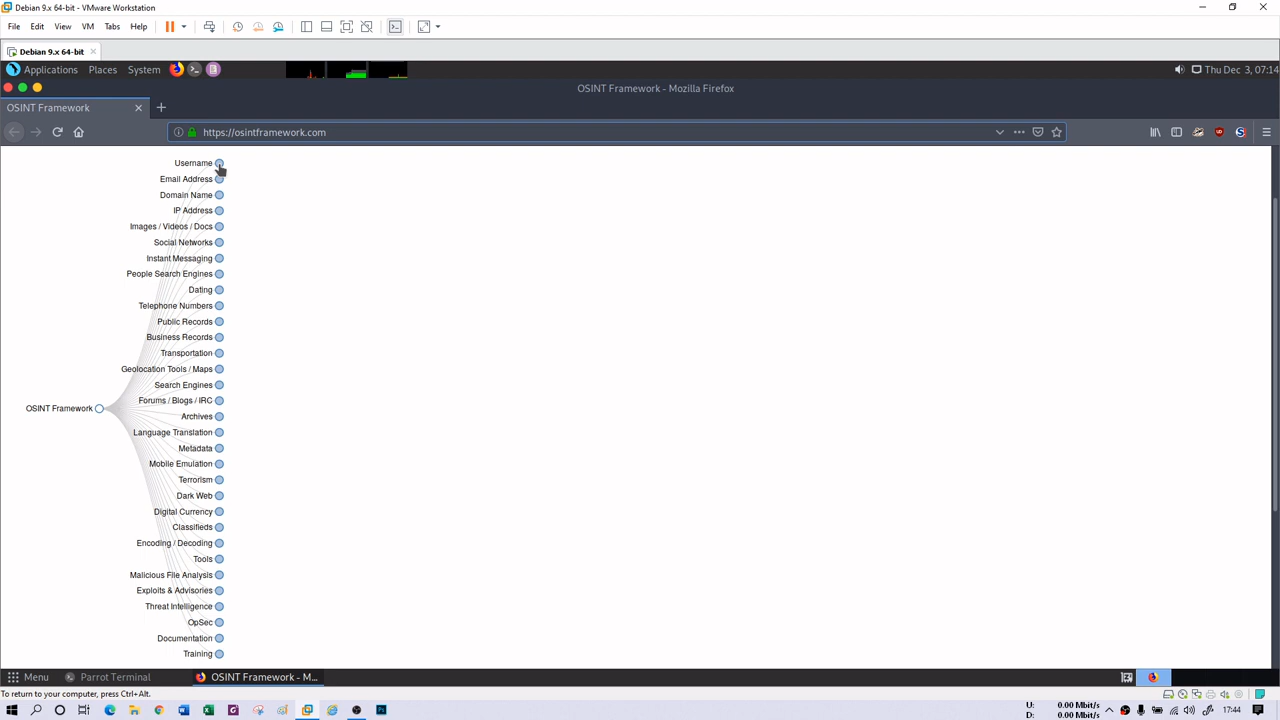 Debian 9.x 64-bit - VMware Workstation
File Edit View VM Tabs Help
Debian 9.x 64-bit
Applications Places System Thu Dec 3, 07:14
OSINT Framework - Mozilla Firefox
OSINT Framework
https://osintframework.com
Username
Email Address
Domain Name
IP Address
Images / Videos / Docs
Social Networks
Instant Messaging
People Search Engines
Dating
Telephone Numbers
Public Records
Business Records
Transportation
Geolocation Tools / Maps
Search Engines
Forums / Blogs / IRC
OSINT Framework
Archives
Language Translation
Metadata
Mobile Emulation
Terrorism
Dark Web
Digital Currency
Classifieds
Encoding / Decoding
Tools
Malicious File Analysis
Exploits & Advisories
Threat Intelligence
OpSec
Documentation
Training
Menu Parrot Terminal OSINT Framework - M...
To return to your computer, press Ctrl+Alt.
U: 0.00 Mbit/s
D: 0.00 Mbit/s
17:44